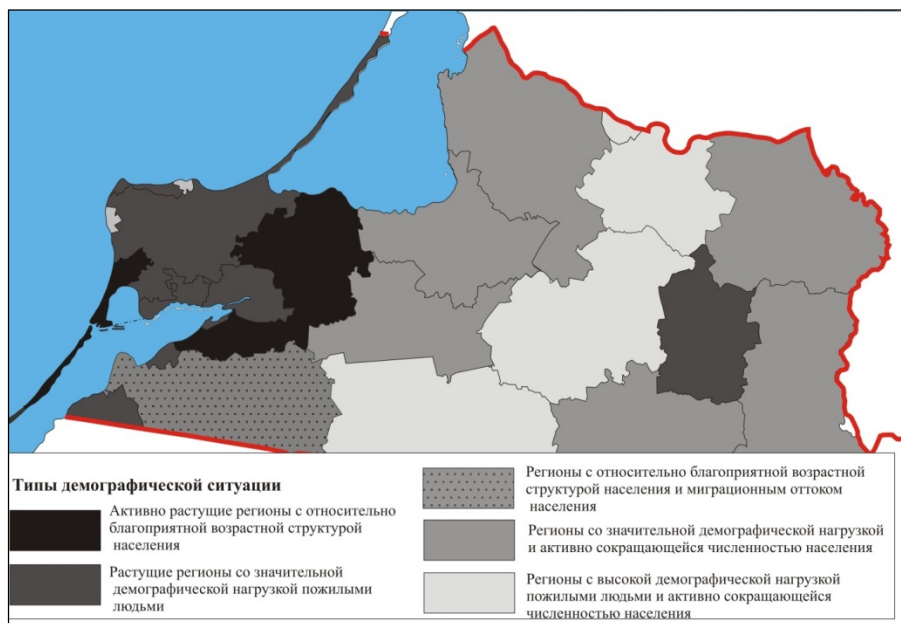 Типы демографической ситуации
Активно растущие регионы с относительно
благоприятной возрастной структурой
населения
Растущие регионы со значительной
демографической нагрузкой пожилыми
людьми
Регионы с относительно благоприятной возрастной
структурой населения и миграционным оттоком
населения
Регионы со значительной демографической нагрузкой
и активно сокращающейся численностью населения
Регионы с высокой демографической нагрузкой
пожилыми людьми и активно сокращающейся
численностью населения